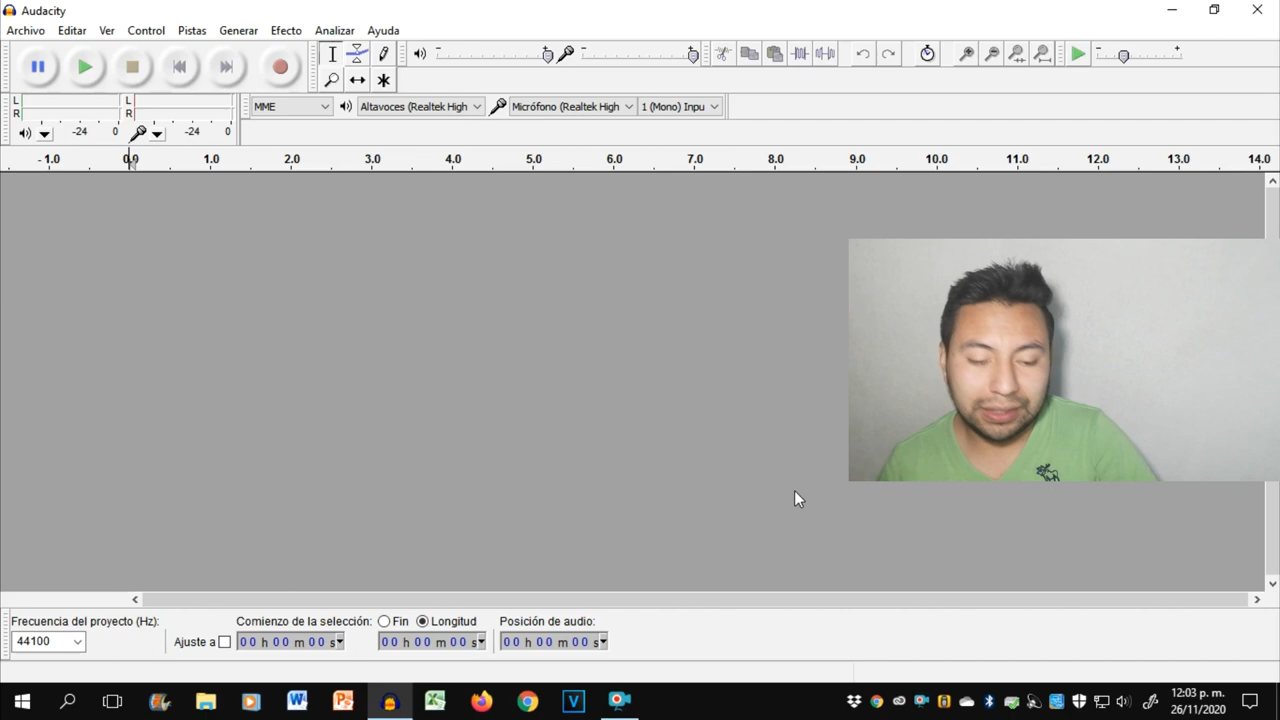 Audacity
Archivo Editar Ver Control Pistas Generar Efecto Analizar Ayuda
L L
R R
-24 0 -24 0
MME Altavoces (Realtek High Micrófono (Realtek High 1 (Mono) Inpu
- 1.0 0.0 1.0 2.0 3.0 4.0 5.0 6.0 7.0 8.0 9.0 10.0 11.0 12.0 13.0 14.0
Frecuencia del proyecto (Hz): Comienzo de la selección: Fin Longitud Posición de audio:
44100 Ajuste a 00 h 00 m 00 s 00 h 00 m 00 s 00 h 00 m 00 s
12:03 p. m.
26/11/2020